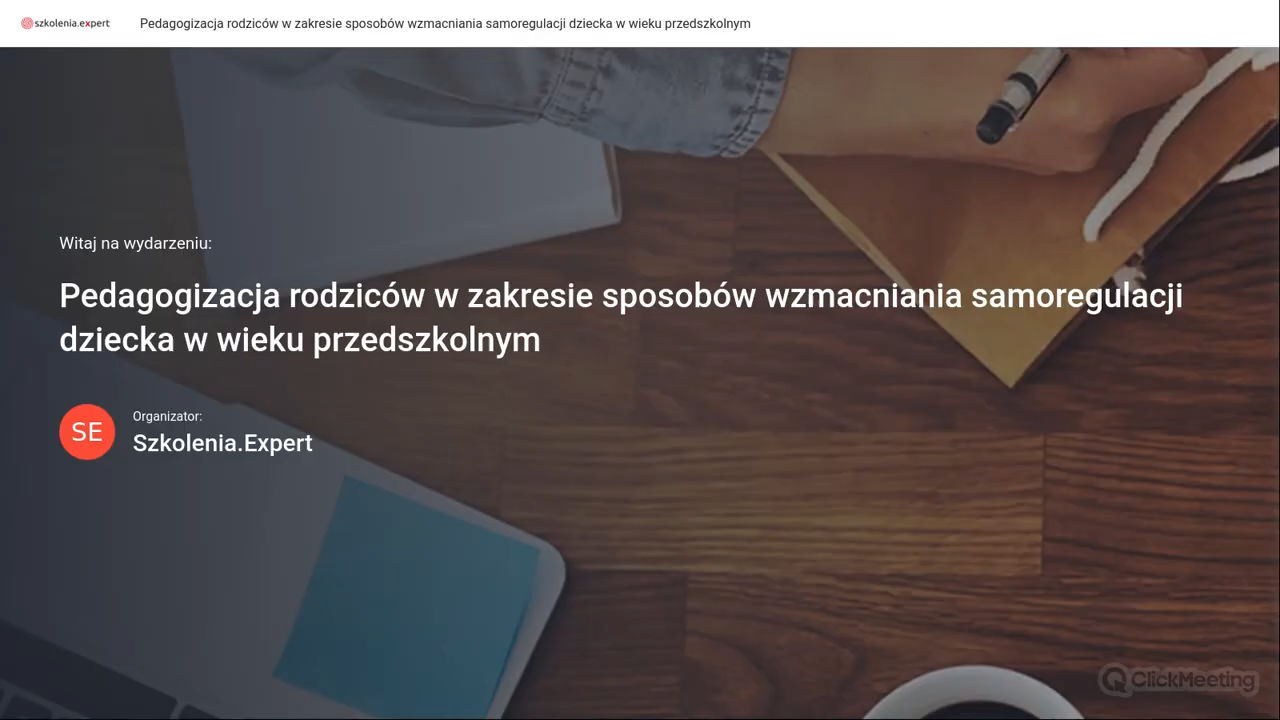 szkolenia.expert
Pedagogizacja rodziców w zakresie sposobów wzmacniania samoregulacji dziecka w wieku przedszkolnym
Witaj na wydarzeniu:
Pedagogizacja rodziców w zakresie sposobów wzmacniania samoregulacji
dziecka w wieku przedszkolnym
SE
Organizator:
Szkolenia.Expert
ClickMeeting